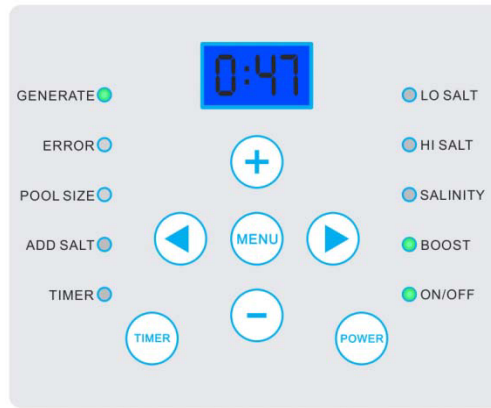 0:47
GENERATE
LO SALT
ERROR
HI SALT
POOL SIZE
SALINITY
MENU
ADD SALT
BOOST
TIMER
ON/OFF
TIMER
POWER